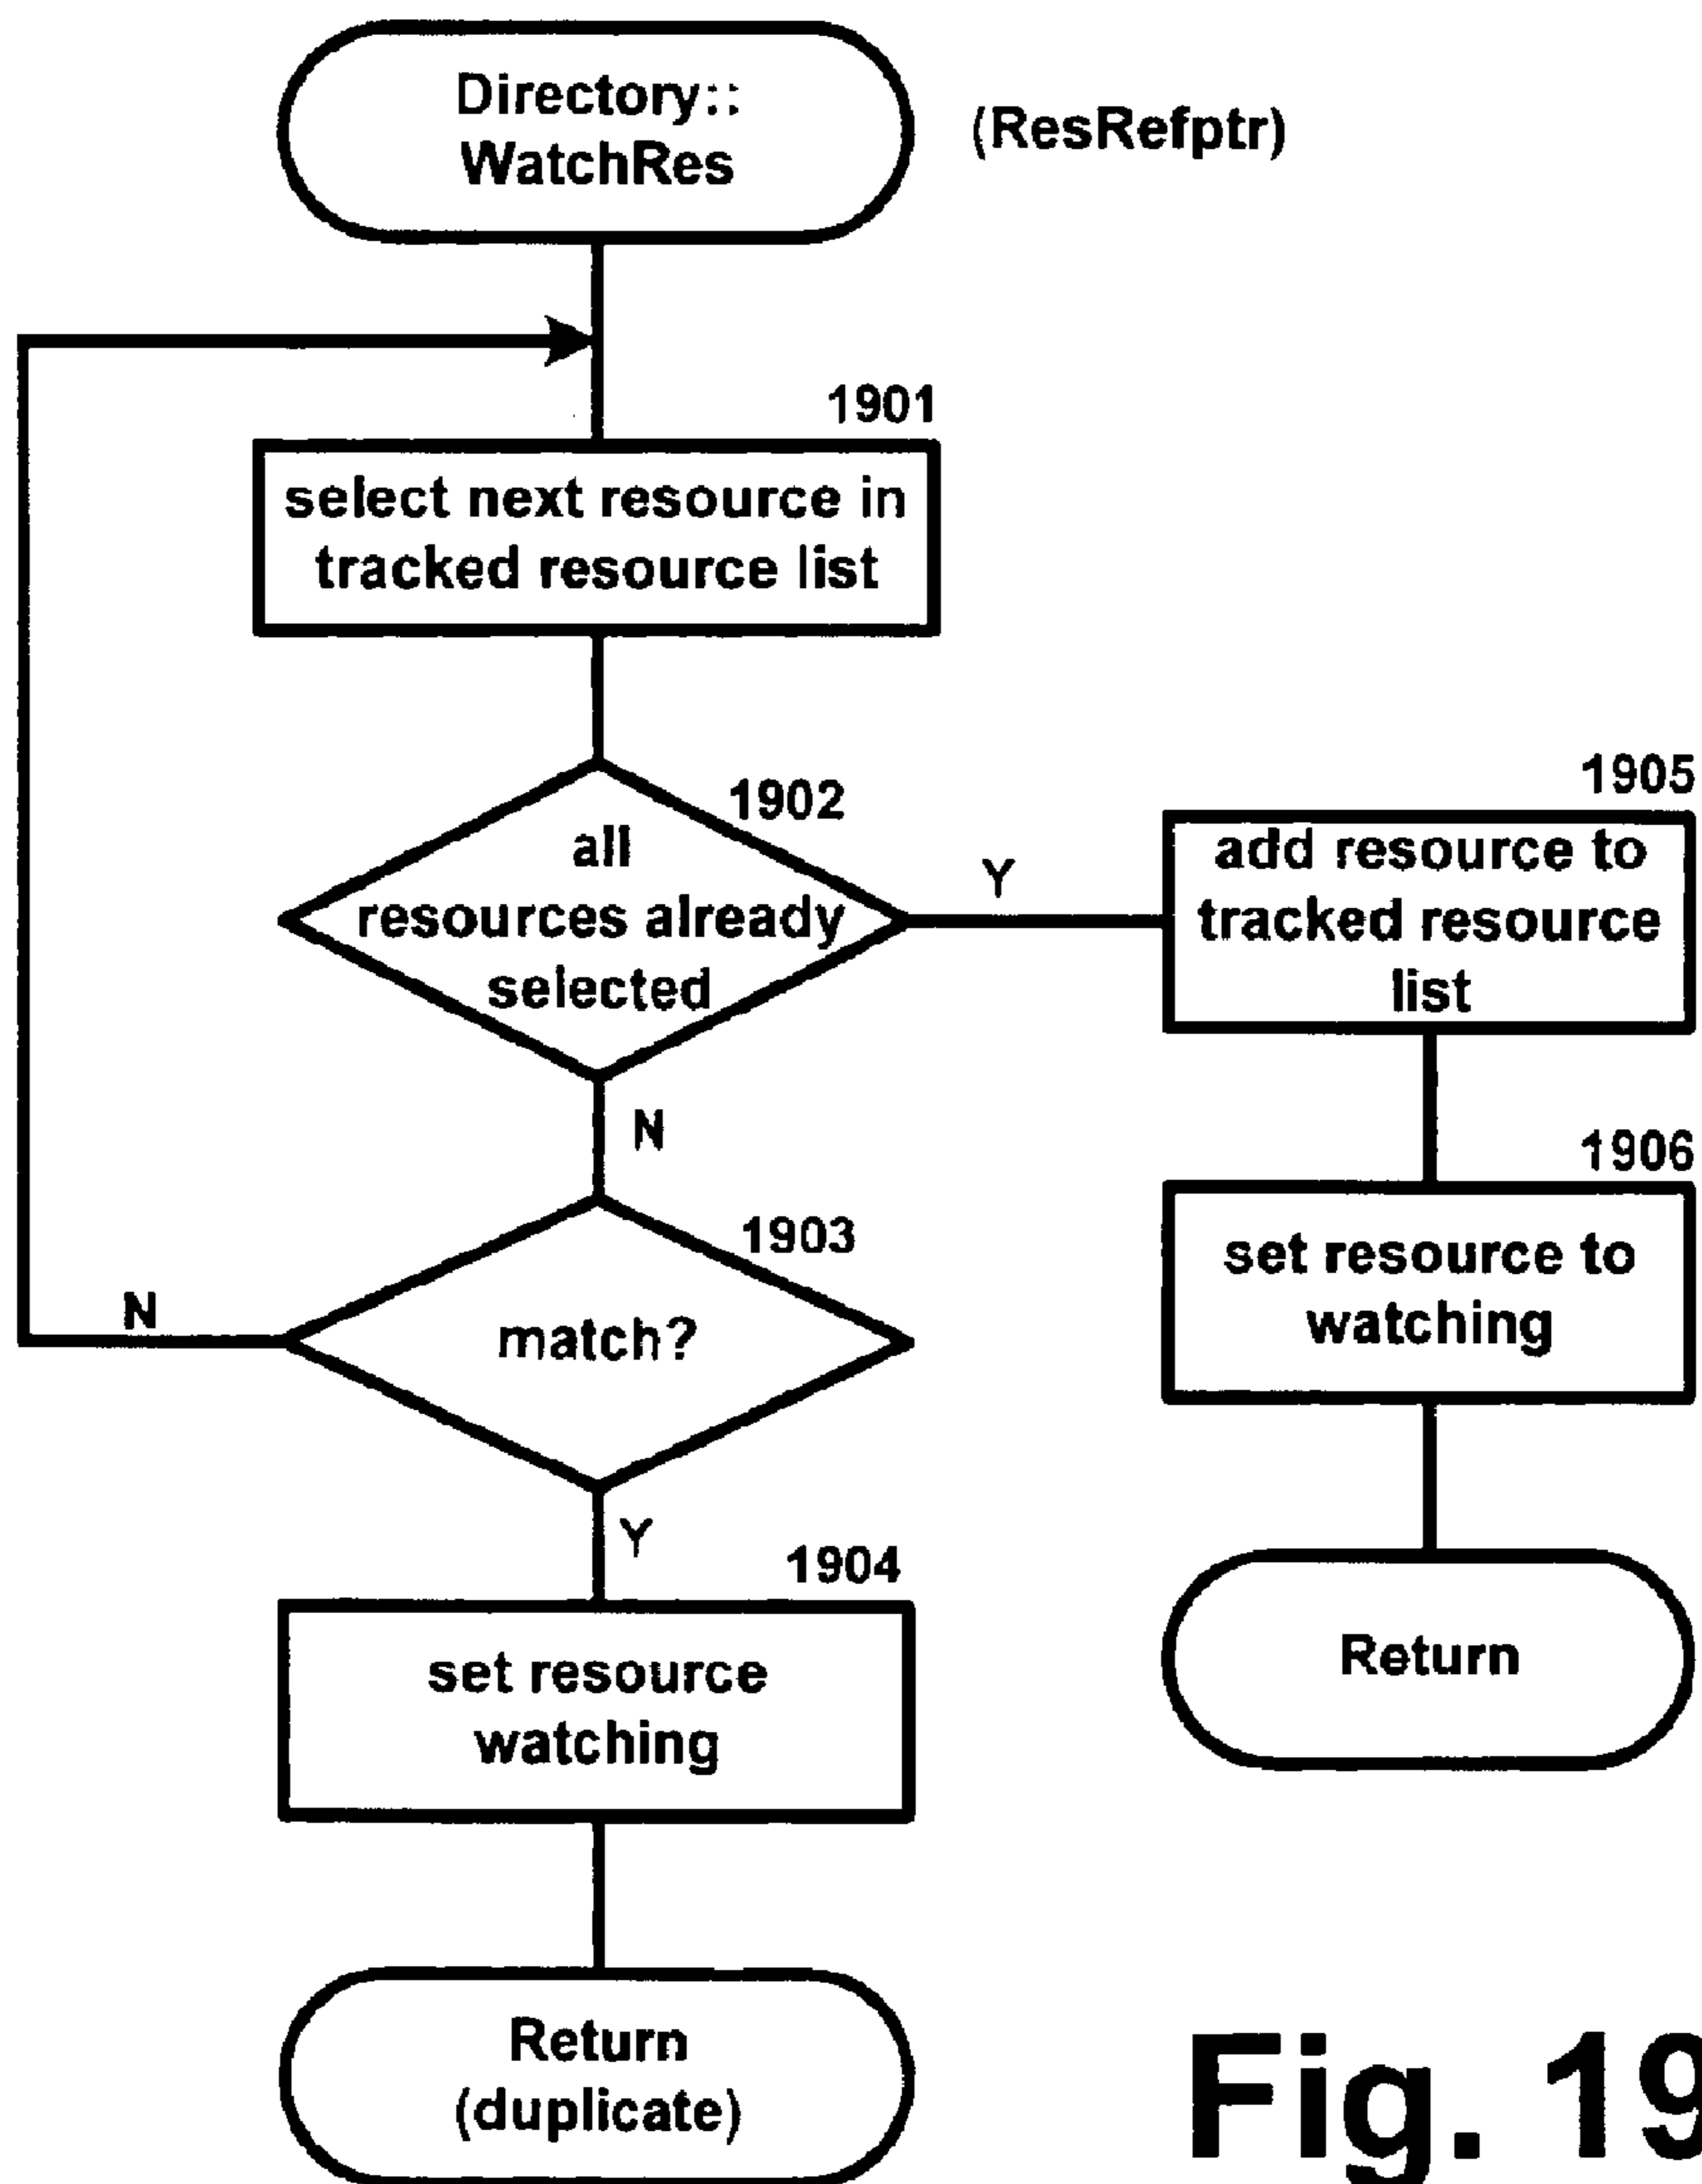 Directory::
WatchRes
(ResRefptr)
1901
select next resource in
tracked resource list
1902
all
resources already
selected
Y
1905
add resource to
tracked resource
list
N
1906
set resource to
watching
1903
match?
N
Y
1904
set resource
watching
Return
Return
(duplicate)
Fig. 19